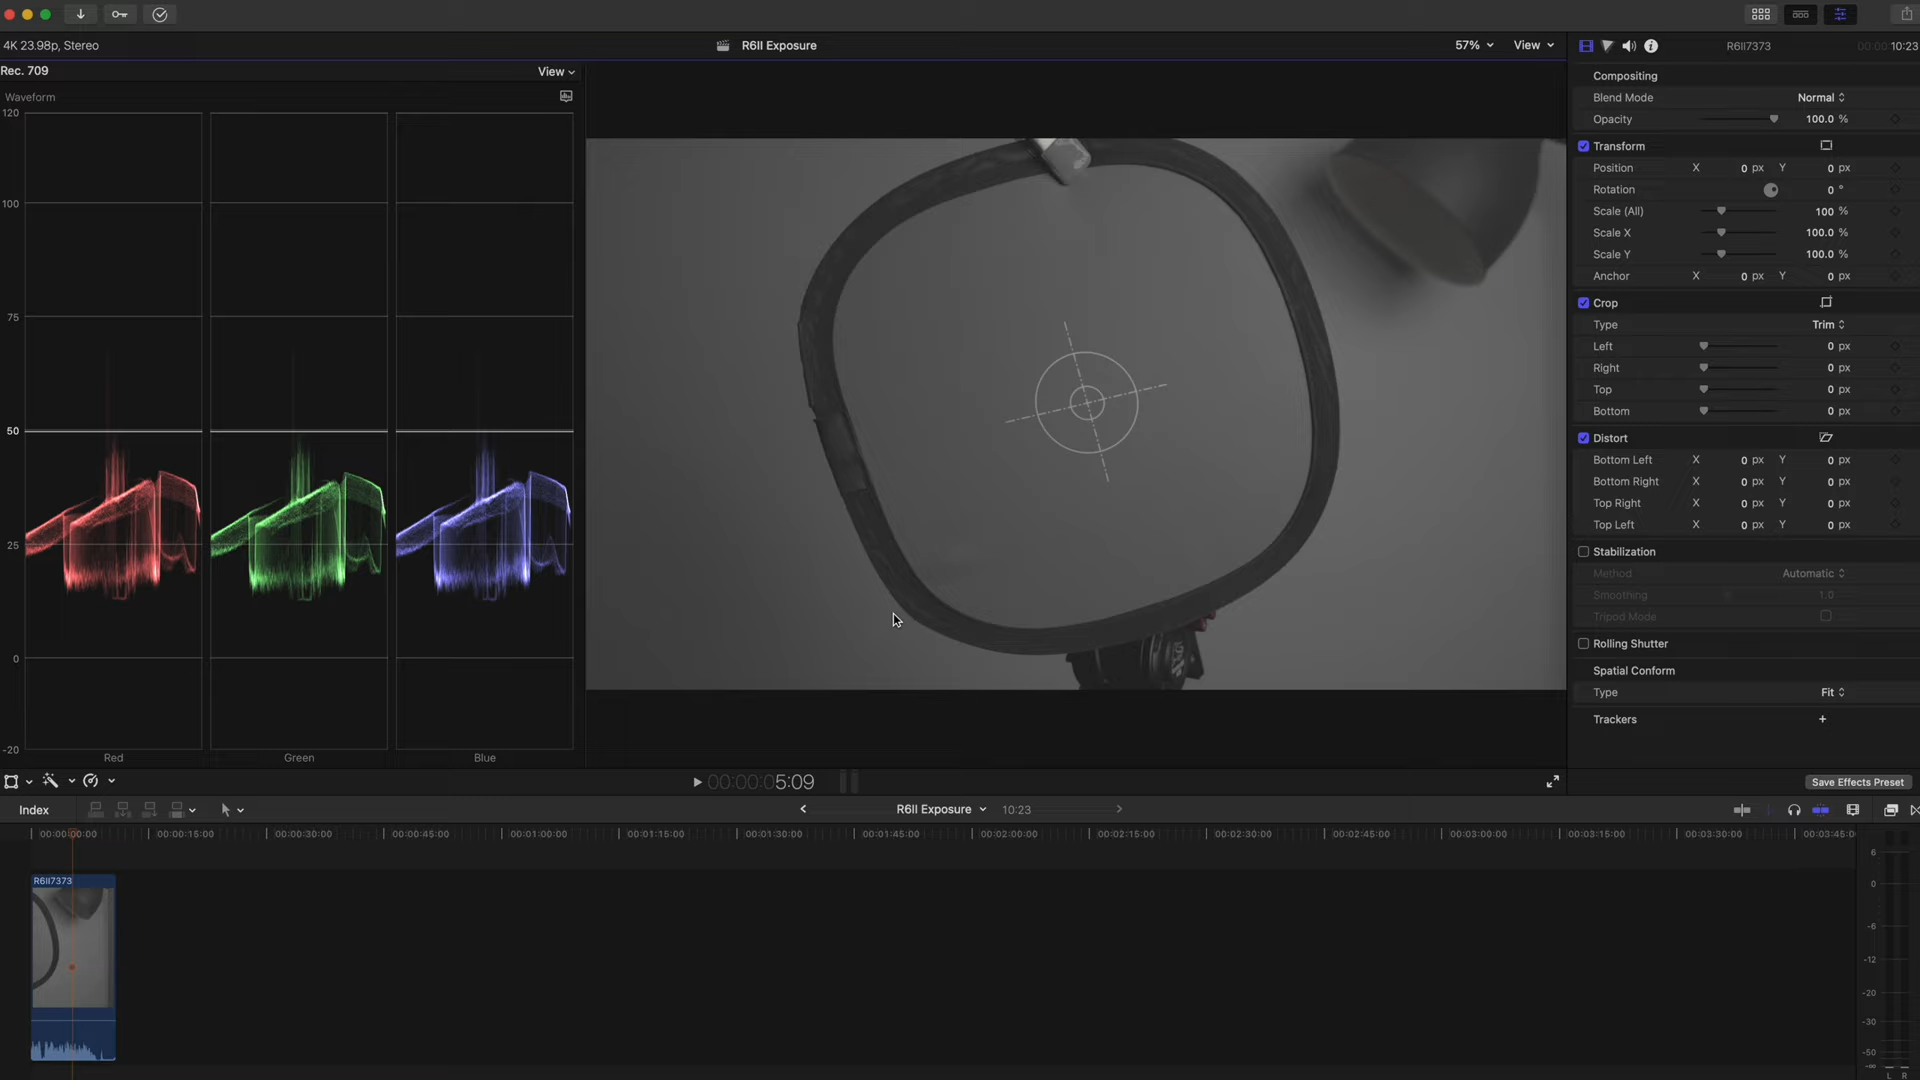 4K 23.98p, Stereo
R6II Exposure
57%
View
R6II7373
00:00:10:23
Rec. 709
View
Waveform
120
100
75
50
25
0
-20
Red
Green
Blue
Compositing
Blend Mode Normal
Opacity 100.0 %
Transform
Position X 0 px Y 0 px
Rotation 0 °
Scale (All) 100 %
Scale X 100.0 %
Scale Y 100.0 %
Anchor X 0 px Y 0 px
Crop
Type Trim
Left 0 px
Right 0 px
Top 0 px
Bottom 0 px
Distort
Bottom Left X 0 px Y 0 px
Bottom Right X 0 px Y 0 px
Top Right X 0 px Y 0 px
Top Left X 0 px Y 0 px
Stabilization
Method Automatic
Smoothing 1.0
Tripod Mode
Rolling Shutter
Spatial Conform
Type Fit
Trackers +
Save Effects Preset
00:00:05:09
Index
R6II Exposure 10:23
00:00:00:00 00:00:15:00 00:00:30:00 00:00:45:00 00:01:00:00 00:01:15:00 00:01:30:00 00:01:45:00 00:02:00:00 00:02:15:00 00:02:30:00 00:02:45:00 00:03:00:00 00:03:15:00 00:03:30:00 00:03:45:0
R6II7373
6
0
-6
-12
-20
-30
-50
-∞
L R